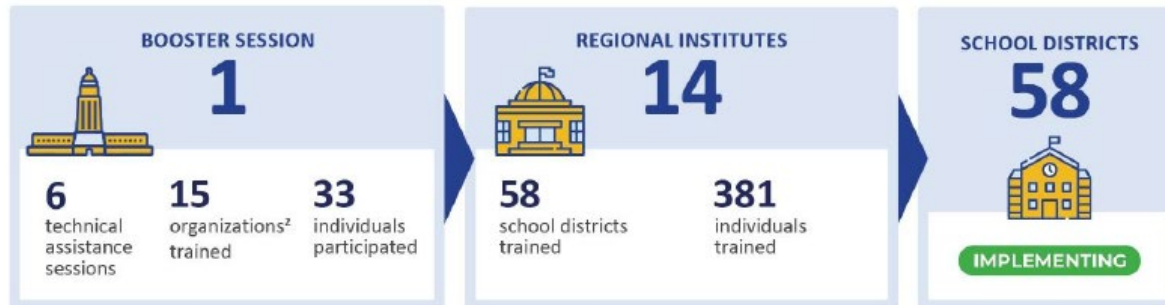 BOOSTER SESSION
1
6
technical
assistance
sessions
15
organizations²
trained
33
individuals
participated
REGIONAL INSTITUTES
14
58
school districts
trained
381
individuals
trained
SCHOOL DISTRICTS
58
IMPLEMENTING